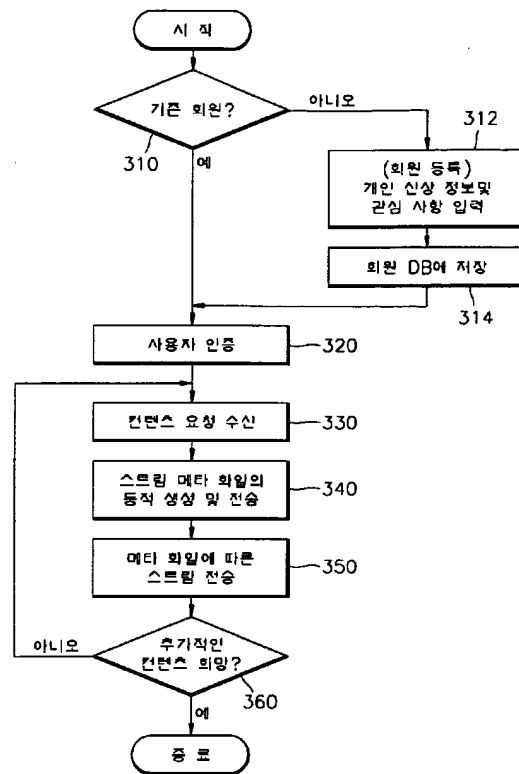 시 작
기존 회원?
아니오
310
예
312
(회원 등록)
개인 신상 정보및
관심 사항 입력
회원 DB에 저장
314
사용자 인증
320
컨텐츠 요청 수신
330
스트림 메타 화일의
동적 생성 및 전송
340
메타 화일에 따른
스트림 전송
350
아니오
추가적인
컨텐츠 희망?
360
예
종 료